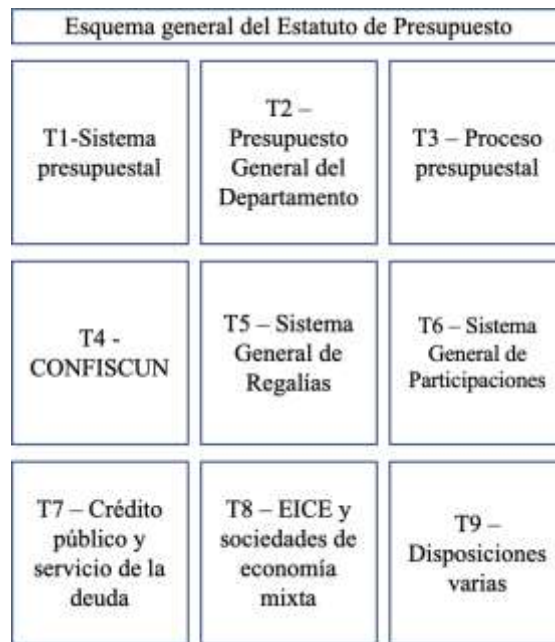 Esquema general del Estatuto de Presupuesto
T1-Sistema
presupuestal
T2 –
Presupuesto
General del
Departamento
T3 – Proceso
presupuestal
T4 -
CONFISCUN
T5 – Sistema
General de
Regalías
T6 – Sistema
General de
Participaciones
T7 – Crédito
público y
servicio de la
deuda
T8 – EICE y
sociedades de
economía
mixta
T9 –
Disposiciones
varias